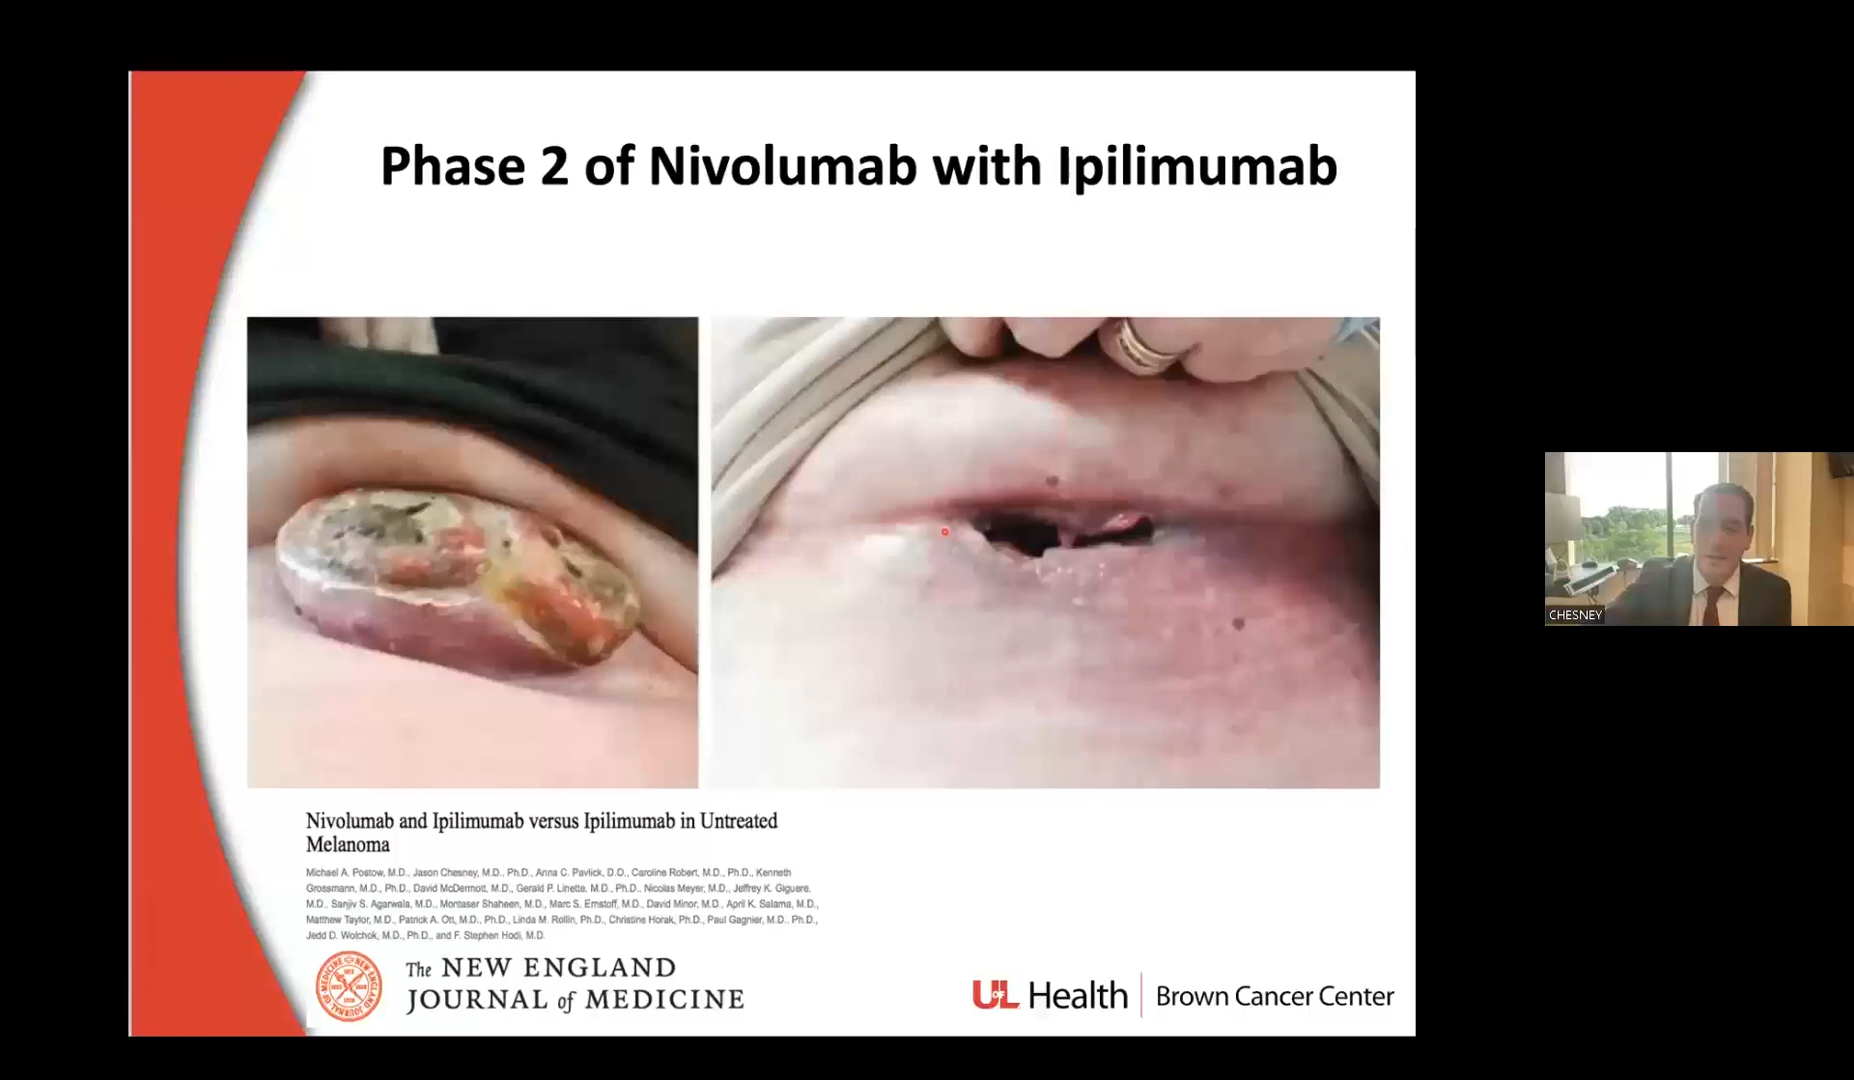 Phase 2 of Nivolumab with Ipilimumab
Nivolumab and Ipilimumab versus Ipilimumab in Untreated
Melanoma
Michael A. Postow, M.D., Jason Chesney, M.D., Ph.D., Anna C. Pavlick, D.O., Caroline Robert, M.D., Ph.D., Kenneth
Grossmann, M.D., Ph.D., David McDermott, M.D., Gerald P. Linette, M.D., Ph.D., Nicolas Meyer, M.D., Jeffrey K. Giguere,
M.D., Sanjiv S. Agarwala, M.D., Montaser Shaheen, M.D., Marc S. Ernstoff, M.D., David Minor, M.D., April K. Salama, M.D.,
Matthew Taylor, M.D., Patrick A. Ott, M.D., Ph.D., Linda M. Rollin, Ph.D., Christine Horak, Ph.D., Paul Gagnier, M.D., Ph.D.,
Jedd D. Wolchok, M.D., Ph.D., and F. Stephen Hodi, M.D.
The NEW ENGLAND
JOURNAL of MEDICINE
UofL Health | Brown Cancer Center
CHESNEY